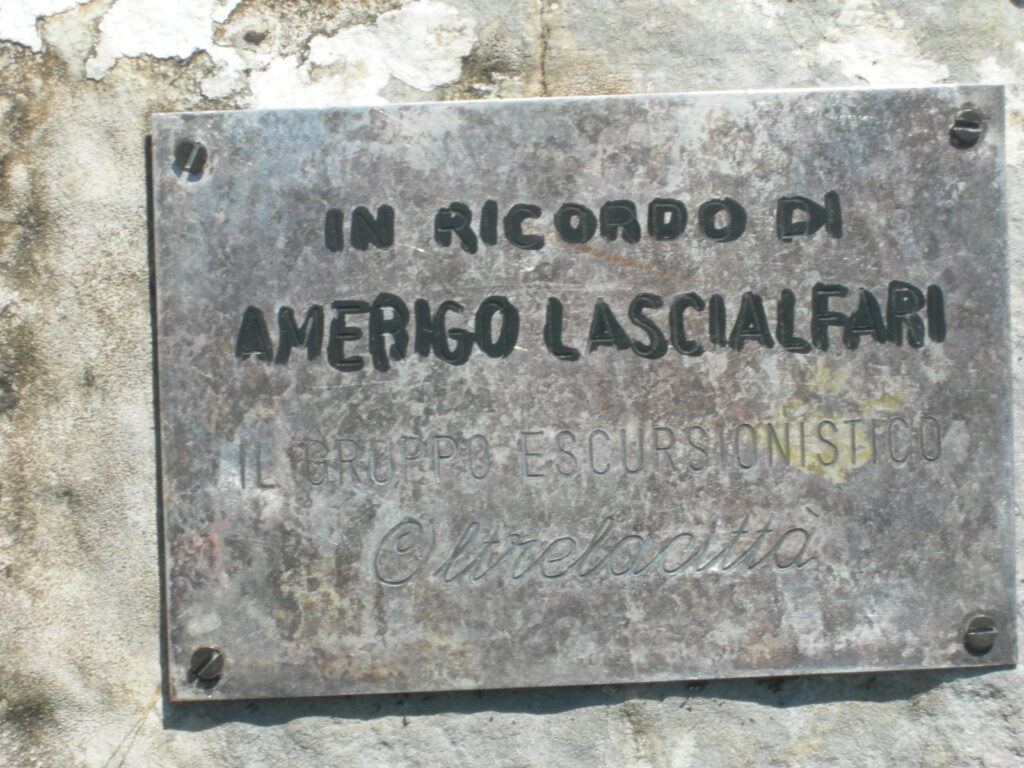 IN RICORDO DI
AMERIGO LASCIALFARI
IL GRUPPO ESCURSIONISTICO
Oltrelacittà